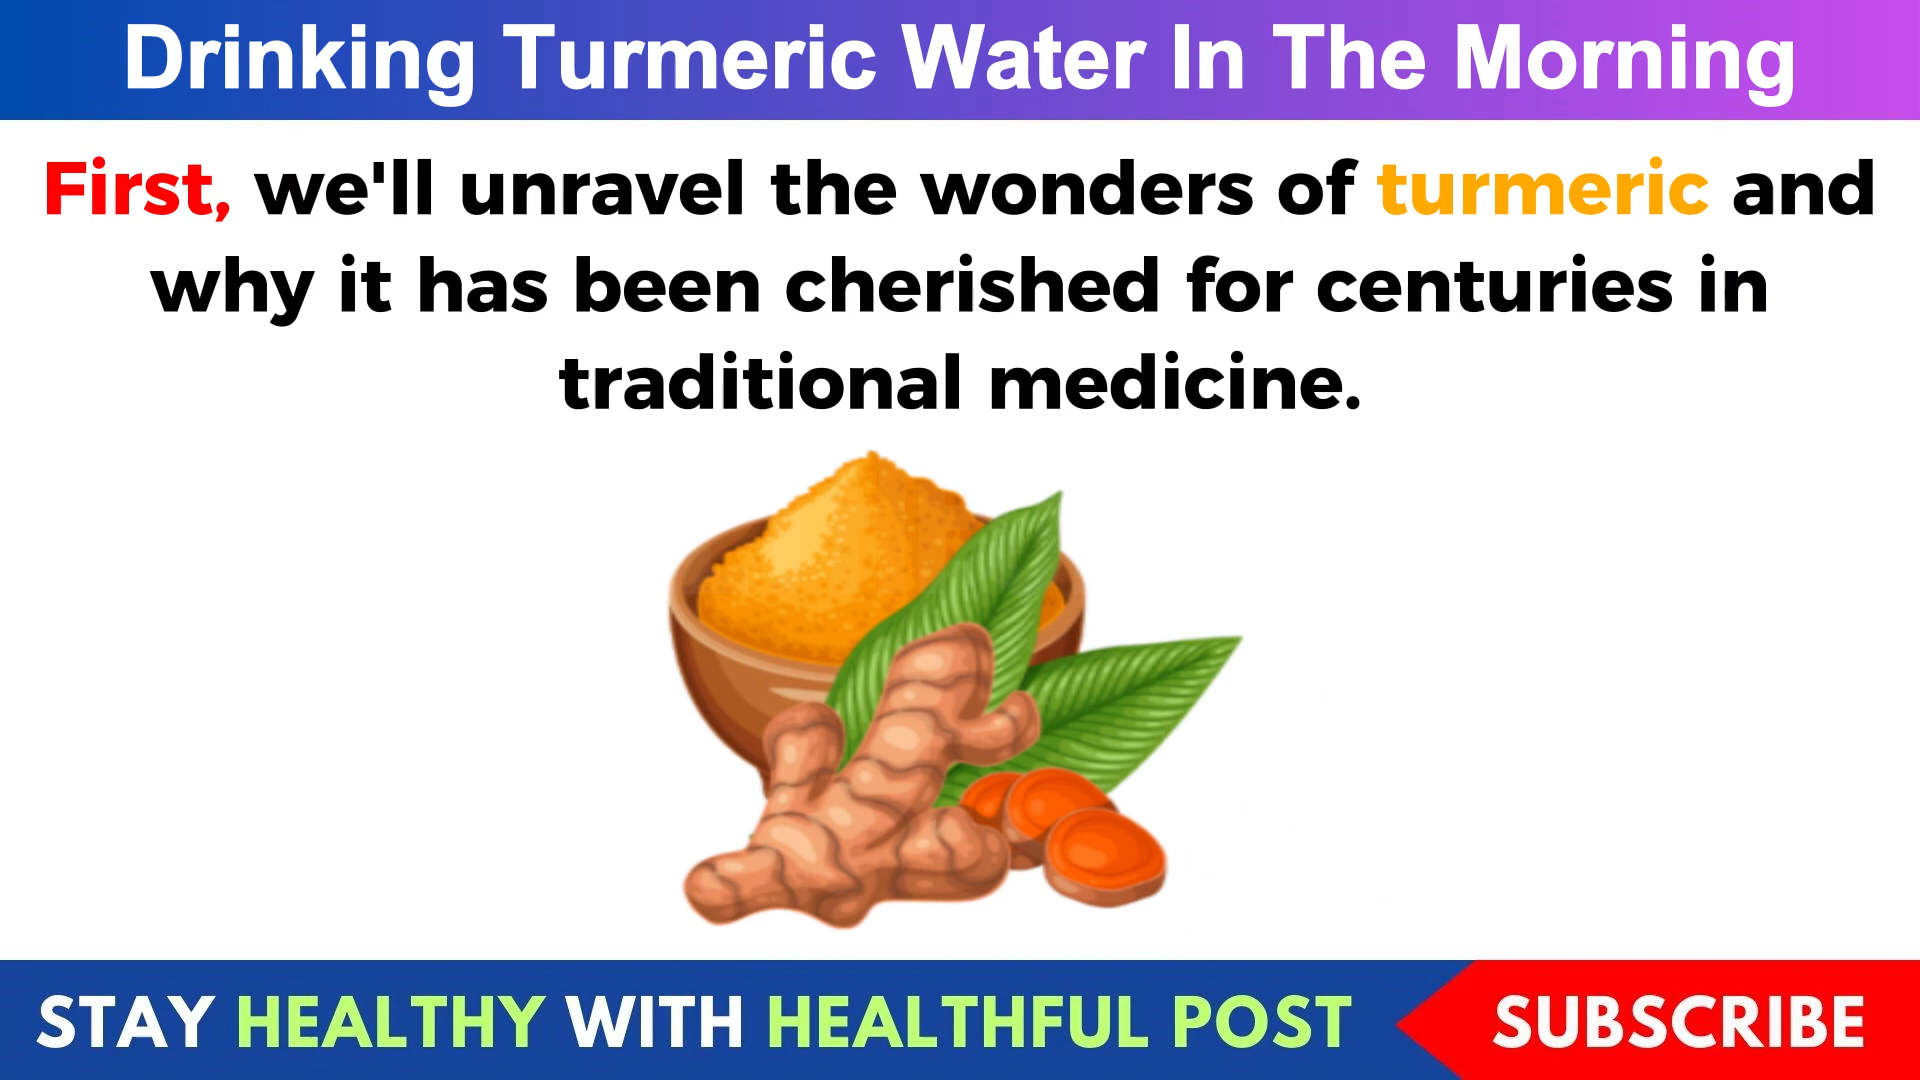 Drinking Turmeric Water In The Morning
First, we'll unravel the wonders of turmeric and
why it has been cherished for centuries in
traditional medicine.
STAY HEALTHY WITH HEALTHFUL POST
SUBSCRIBE